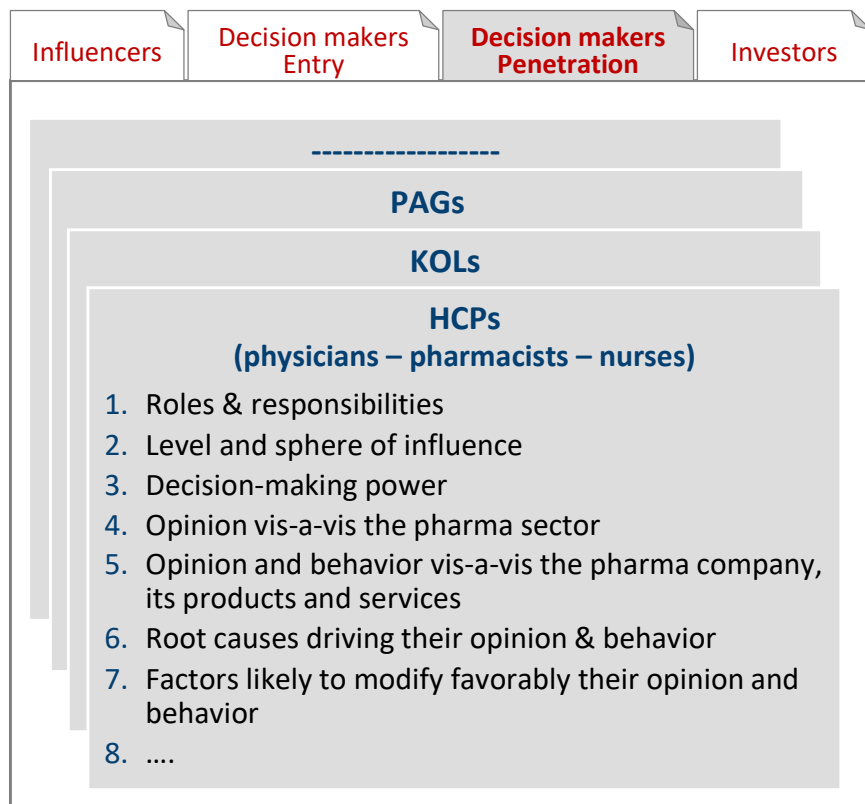 Influencers
Decision makers
Entry
Decision makers
Penetration
Investors
------------------
PAGs
KOLs
HCPs
(physicians – pharmacists – nurses)
1. Roles & responsibilities
2. Level and sphere of influence
3. Decision-making power
4. Opinion vis-a-vis the pharma sector
5. Opinion and behavior vis-a-vis the pharma company,
its products and services
6. Root causes driving their opinion & behavior
7. Factors likely to modify favorably their opinion and
behavior
8. ....